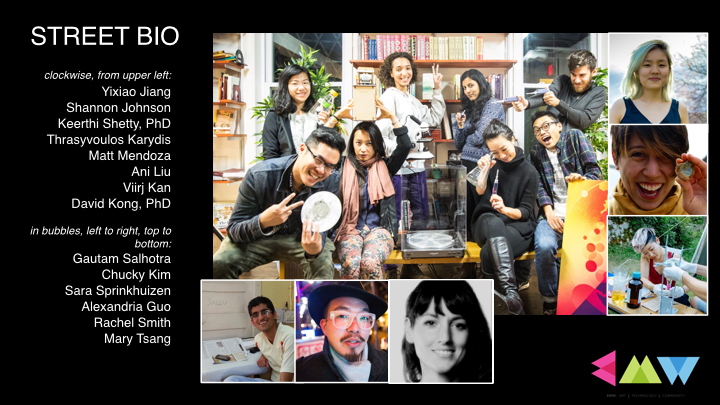 STREET BIO
clockwise, from upper left:
Yixiao Jiang
Shannon Johnson
Keerthi Shetty, PhD
Thrasyvoulos Karydis
Matt Mendoza
Ani Liu
Viirj Kan
David Kong, PhD
in bubbles, left to right, top to
bottom:
Gautam Salhotra
Chucky Kim
Sara Sprinkhuizen
Alexandria Guo
Rachel Smith
Mary Tsang
EMW